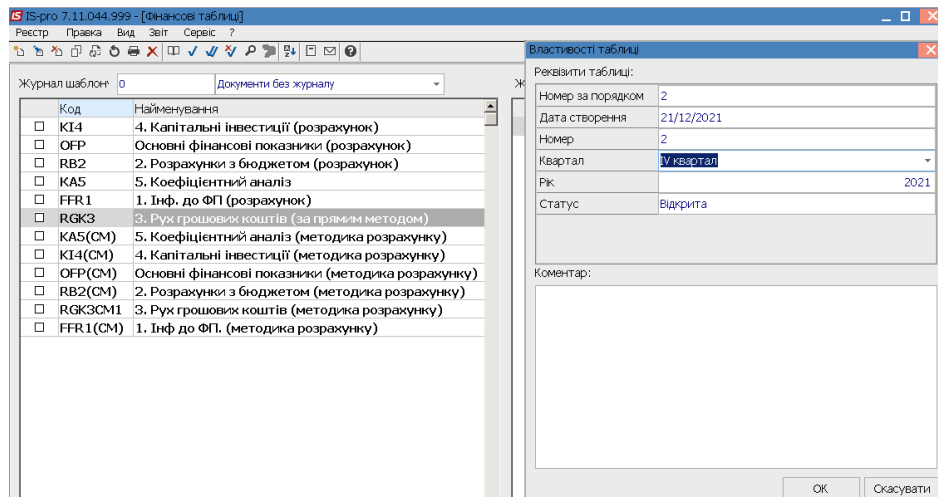 IS-pro 7.11.044.999 - [Фінансові таблиці]
Реєстр Правка Вид Звіт Сервіс ?
Журнал шаблон 0 Документи без журналу
Код Найменування
KI4 4. Капітальні інвестиції (розрахунок)
OFP Основні фінансові показники (розрахунок)
RB2 2. Розрахунки з бюджетом (розрахунок)
KA5 5. Коефіцієнтний аналіз
FFR1 1. Інф. до ФП (розрахунок)
RGK3 3. Рух грошових коштів (за прямим методом)
KA5(CM) 5. Коефіцієнтний аналіз (методика розрахунку)
KI4(CM) 4. Капітальні інвестиції (методика розрахунку)
OFP(CM) Основні фінансові показники (методика розрахунку)
RB2(CM) 2. Розрахунки з бюджетом (методика розрахунку)
RGK3CM1 3. Рух грошових коштів (методика розрахунку)
FFR1(CM) 1. Інф до ФП. (методика розрахунку)
Ж
Властивості таблиці
Реквізити таблиці:
Номер за порядком 2
Дата створення 21/12/2021
Номер 2
Квартал IV квартал
Рік 2021
Статус Відкрита
Коментар:
ОК Скасувати